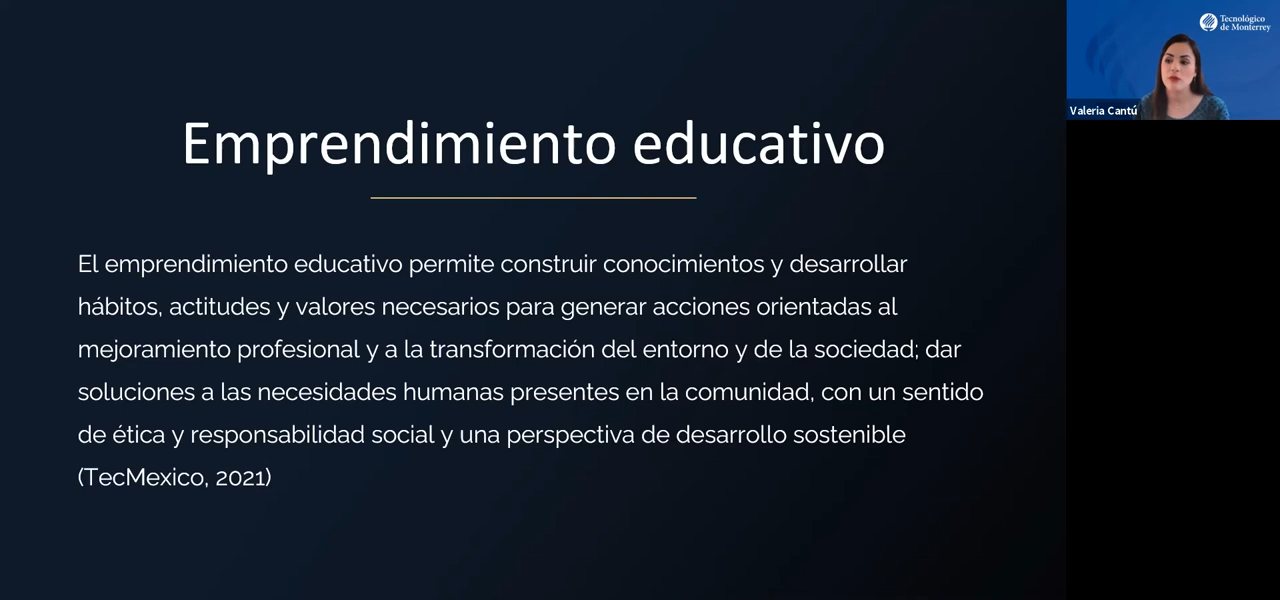 Emprendimiento educativo
El emprendimiento educativo permite construir conocimientos y desarrollar
hábitos, actitudes y valores necesarios para generar acciones orientadas al
mejoramiento profesional y a la transformación del entorno y de la sociedad; dar
soluciones a las necesidades humanas presentes en la comunidad, con un sentido
de ética y responsabilidad social y una perspectiva de desarrollo sostenible
(TecMexico, 2021)
Tecnológico
de Monterrey
Valeria Cantú